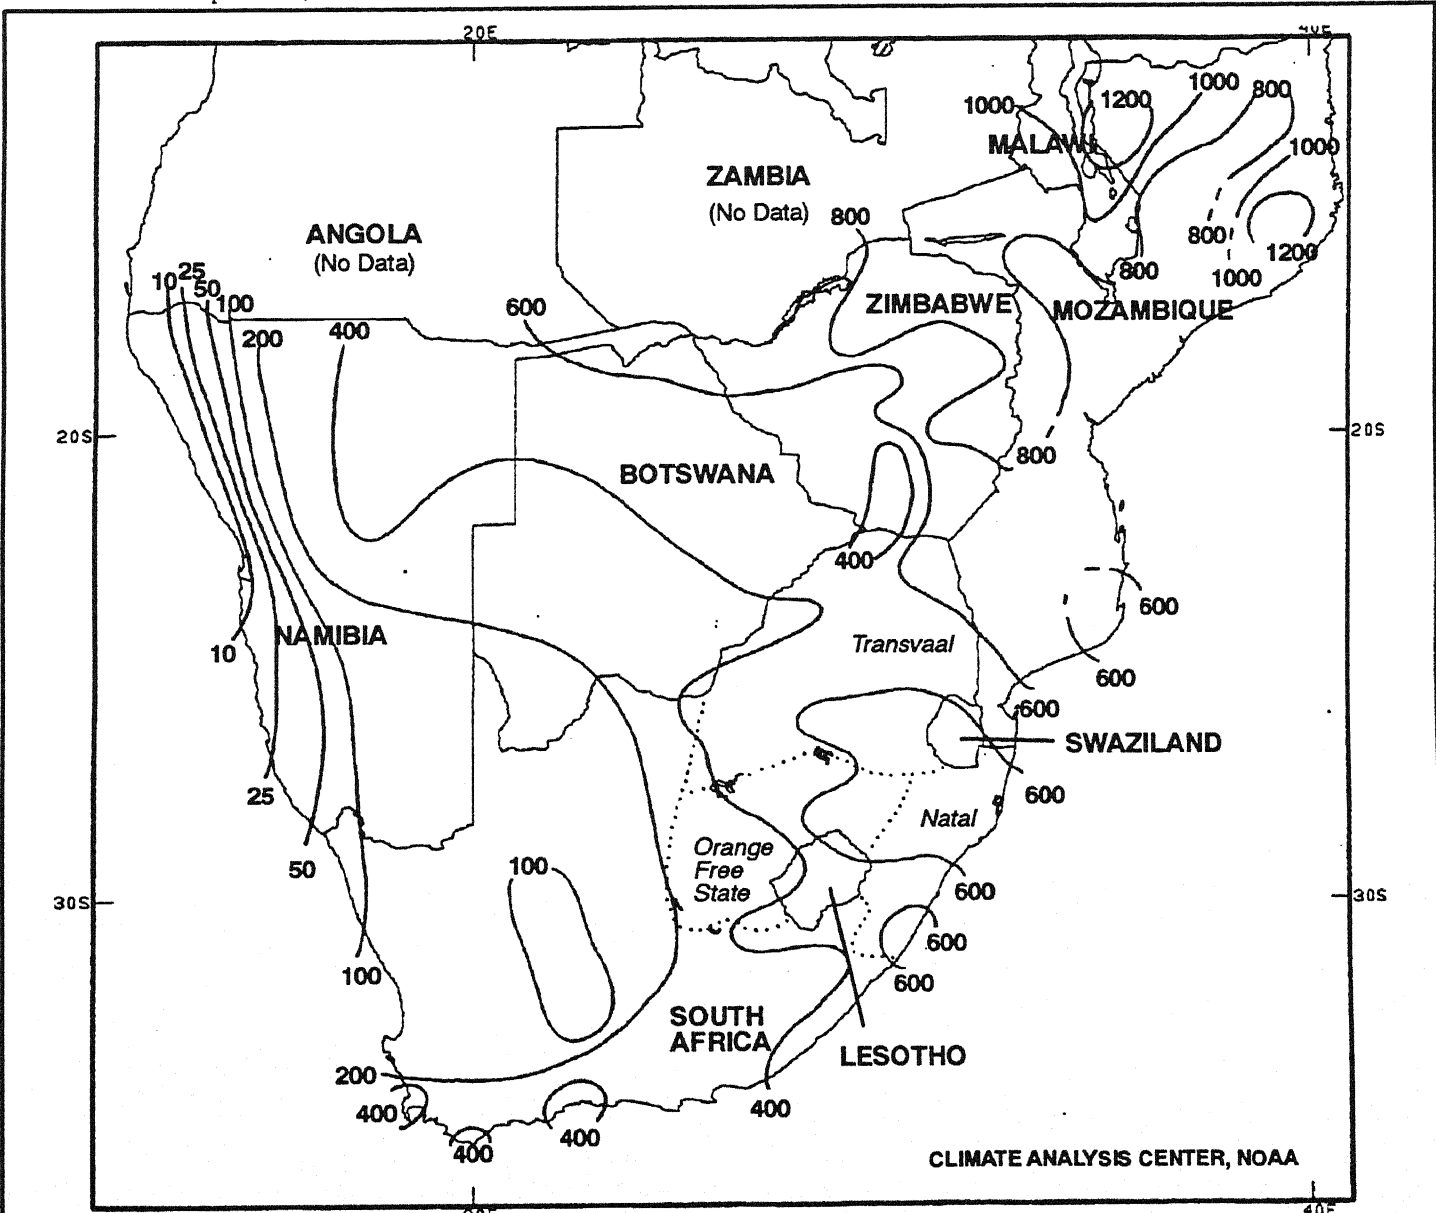 20E
40E
1000
1200
1000
800
MALAWI
1000
ZAMBIA
(No Data)
800
ANGOLA
(No Data)
800
1200
1000
800
10
25
50
100
200
400
600
ZIMBABWE
MOZAMBIQUE
20S
20S
800
BOTSWANA
400
600
NAMIBIA
10
Transvaal
600
600
SWAZILAND
600
25
Natal
50
100
Orange
Free
State
600
30S
30S
600
600
100
SOUTH
AFRICA
LESOTHO
200
400
400
400
400
CLIMATE ANALYSIS CENTER, NOAA